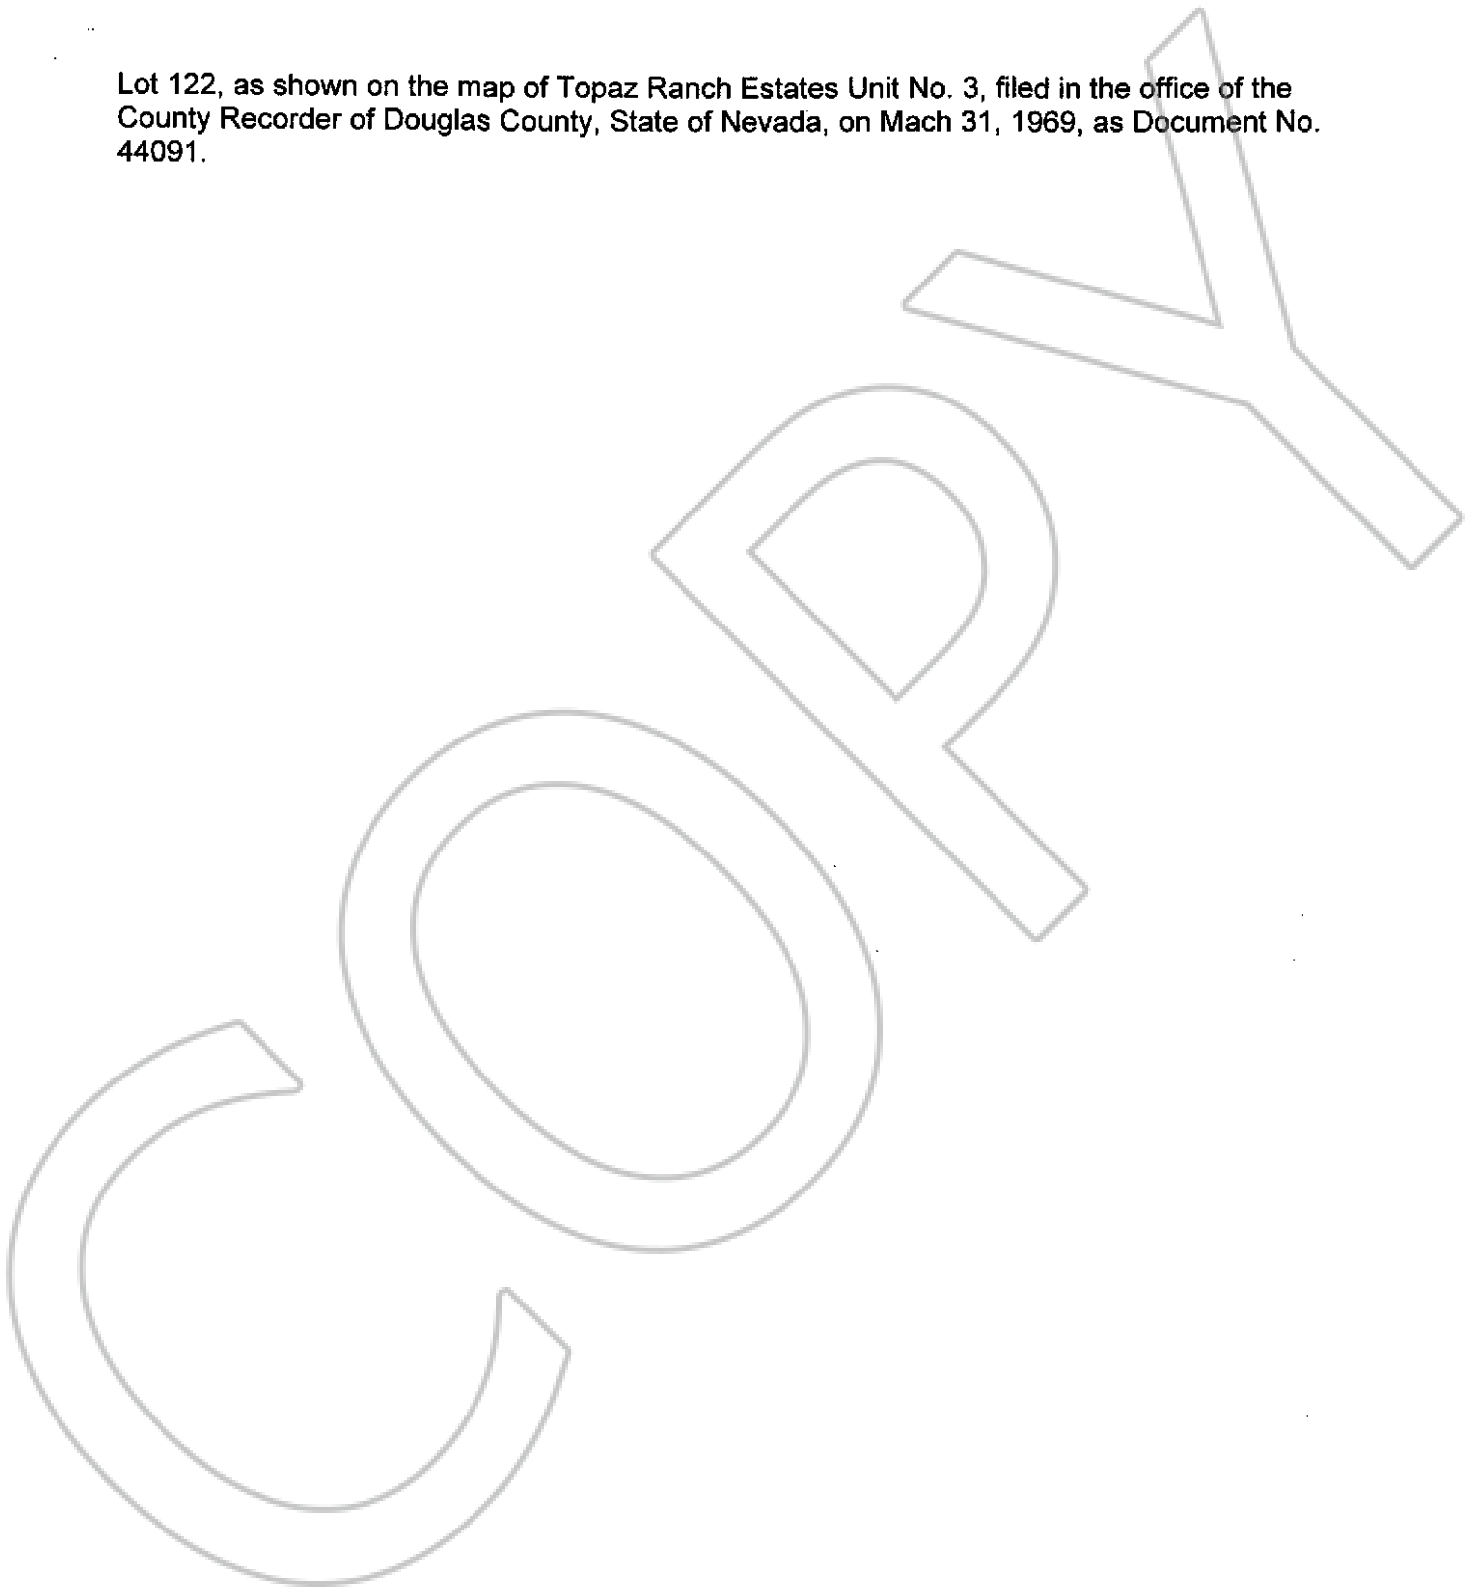 Lot 122, as shown on the map of Topaz Ranch Estates Unit No. 3, filed in the office of the
County Recorder of Douglas County, State of Nevada, on Mach 31, 1969, as Document No.
44091.
COPY